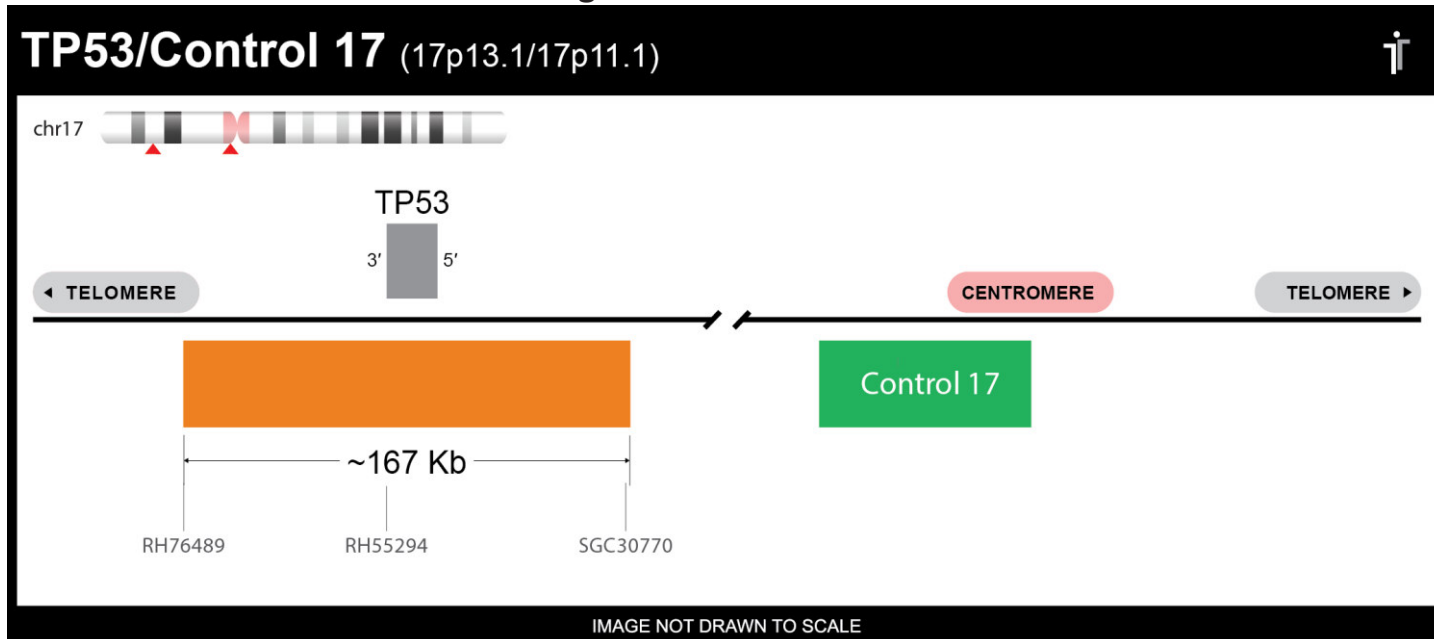 TP53/Control 17 (17p13.1/17p11.1)
chr17
TP53
3′ 5′
TELOMERE CENTROMERE TELOMERE
Control 17
~167 Kb
RH76489 RH55294 SGC30770
IMAGE NOT DRAWN TO SCALE